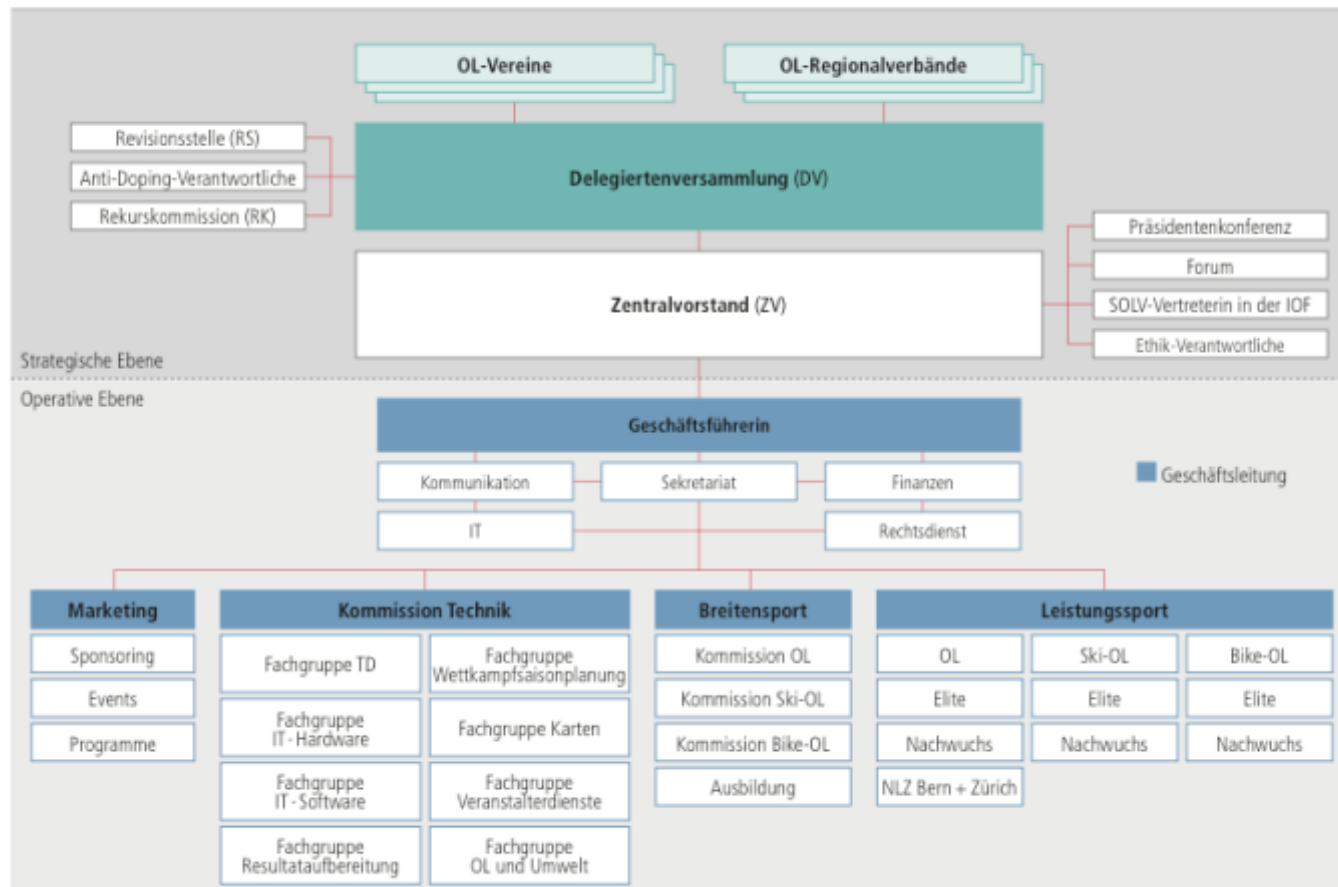 OL-Vereine
OL-Regionalverbände
Revisionsstelle (RS)
Anti-Doping-Verantwortliche
Rekurskommission (RK)
Delegiertenversammlung (DV)
Zentralvorstand (ZV)
Präsidentenkonferenz
Forum
SOLV-Vertreterin in der IOF
Ethik-Verantwortliche
Strategische Ebene
Operative Ebene
Geschäftsführerin
Kommunikation
Sekretariat
Finanzen
IT
Rechtsdienst
Geschäftsleitung
Marketing
Sponsoring
Events
Programme
Kommission Technik
Fachgruppe TD
Fachgruppe
Wettkampfsaisonplanung
Fachgruppe
IT-Hardware
Fachgruppe Karten
Fachgruppe
IT-Software
Fachgruppe
Veranstalterdienste
Fachgruppe
Resultataufbereitung
Fachgruppe
OL und Umwelt
Breitensport
Kommission OL
Kommission Ski-OL
Kommission Bike-OL
Ausbildung
Leistungssport
OL
Ski-OL
Bike-OL
Elite
Elite
Elite
Nachwuchs
Nachwuchs
Nachwuchs
NLZ Bern + Zürich